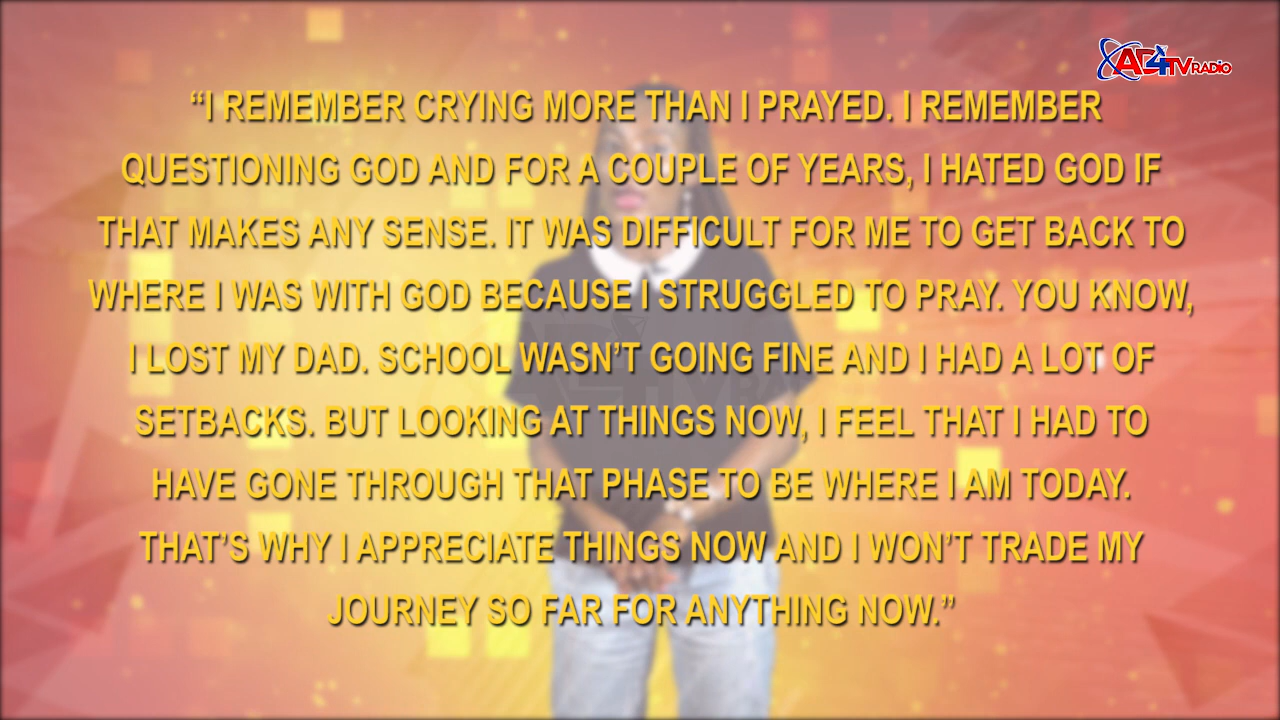 AD4TV RADIO
“I REMEMBER CRYING MORE THAN I PRAYED. I REMEMBER
QUESTIONING GOD AND FOR A COUPLE OF YEARS, I HATED GOD IF
THAT MAKES ANY SENSE. IT WAS DIFFICULT FOR ME TO GET BACK TO
WHERE I WAS WITH GOD BECAUSE I STRUGGLED TO PRAY. YOU KNOW,
I LOST MY DAD. SCHOOL WASN’T GOING FINE AND I HAD A LOT OF
SETBACKS. BUT LOOKING AT THINGS NOW, I FEEL THAT I HAD TO
HAVE GONE THROUGH THAT PHASE TO BE WHERE I AM TODAY.
THAT’S WHY I APPRECIATE THINGS NOW AND I WON’T TRADE MY
JOURNEY SO FAR FOR ANYTHING NOW.”